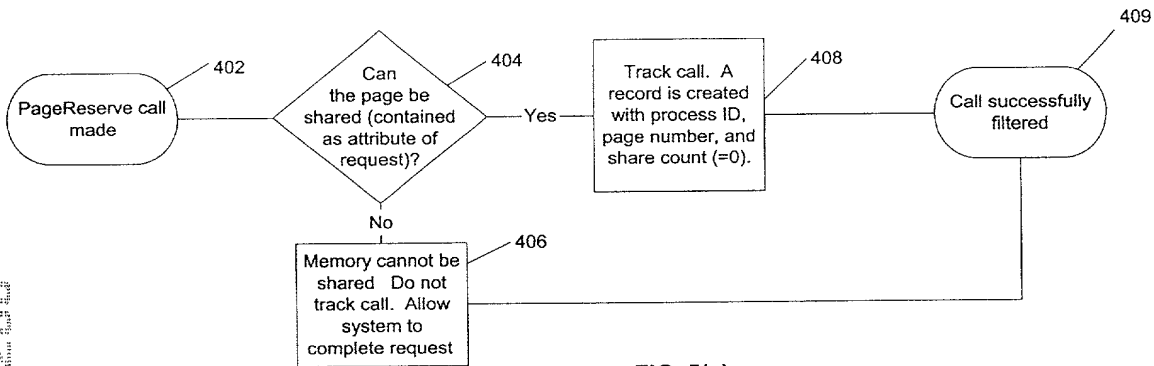 409
402
404
408
406
PageReserve call
made
Can
the page be
shared (contained
as attribute of
request)?
Yes
Track call. A
record is created
with process ID,
page number, and
share count (=0).
Call successfully
filtered
No
Memory cannot be
shared Do not
track call. Allow
system to
complete request